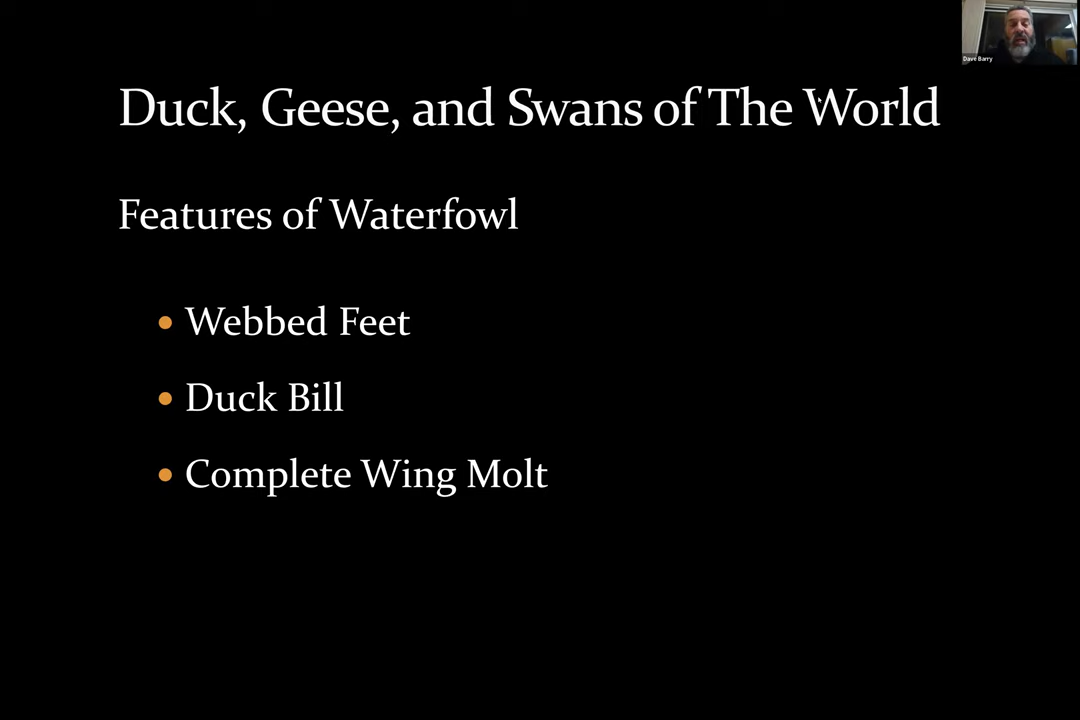 Dave Barry
Duck, Geese, and Swans of The World
Features of Waterfowl
• Webbed Feet
• Duck Bill
• Complete Wing Molt